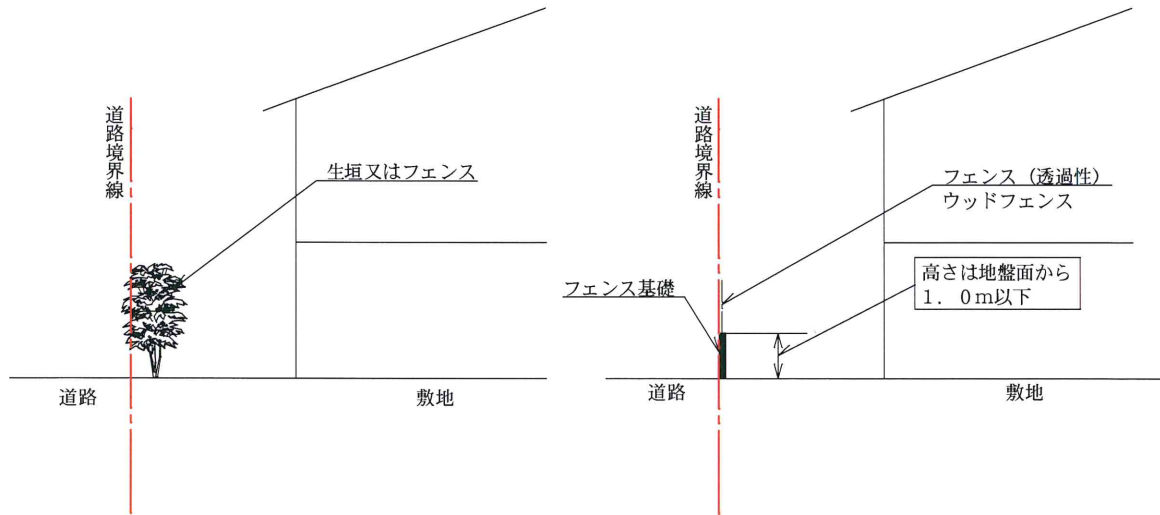 道路境界線
生垣又はフェンス
道路
敷地
道路境界線
フェンス（透過性）
ウッドフェンス
高さは地盤面から
１．０ｍ以下
フェンス基礎
道路
敷地